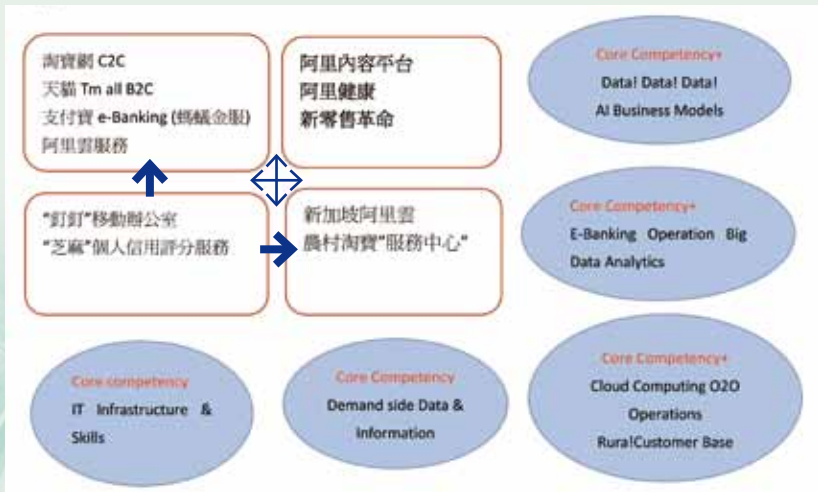 淘寶網 C2C
天貓 Tm all B2C
支付寶 e-Banking (螞蟻金服)
阿里雲服務
阿里內容平台
阿里健康
新零售革命
"釘釘"移動辦公室
"芝麻"個人信用評分服務
新加坡阿里雲
農村淘寶"服務中心"
Core Competency+
Data! Data! Data!
AI Business Models
Core Competency+
E-Banking Operation Big
Data Analytics
Core competency
IT Infrastructure &
Skills
Core Competency
Demand side Data &
Information
Core Competency+
Cloud Computing O2O
Operations
Rura!Customer Base